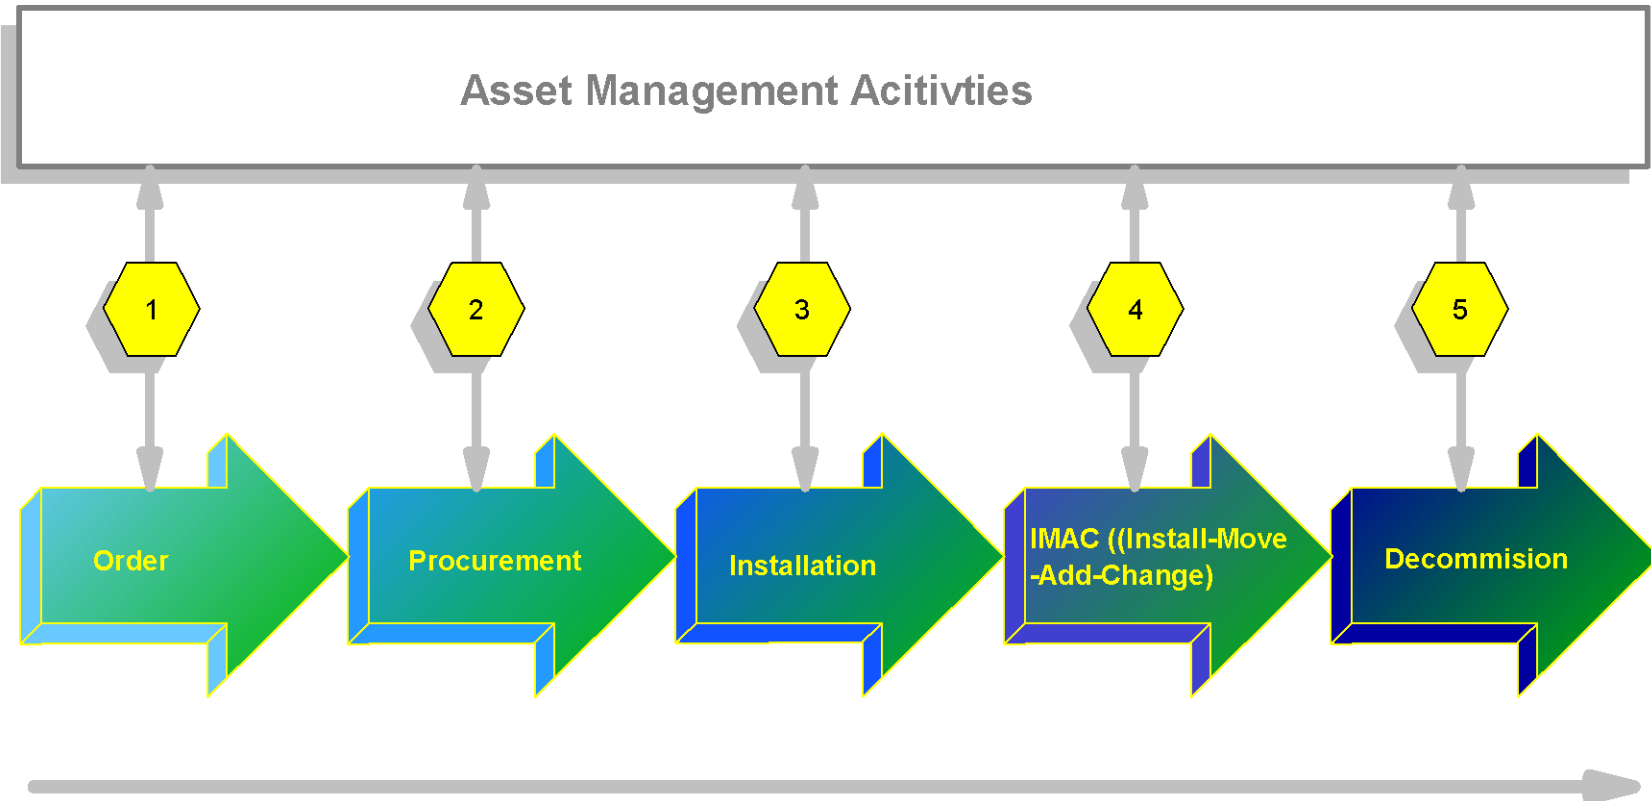 Asset Management Acitivties
1
2
3
4
5
Order
Procurement
Installation
IMAC ((Install-Move
-Add-Change)
Decommision